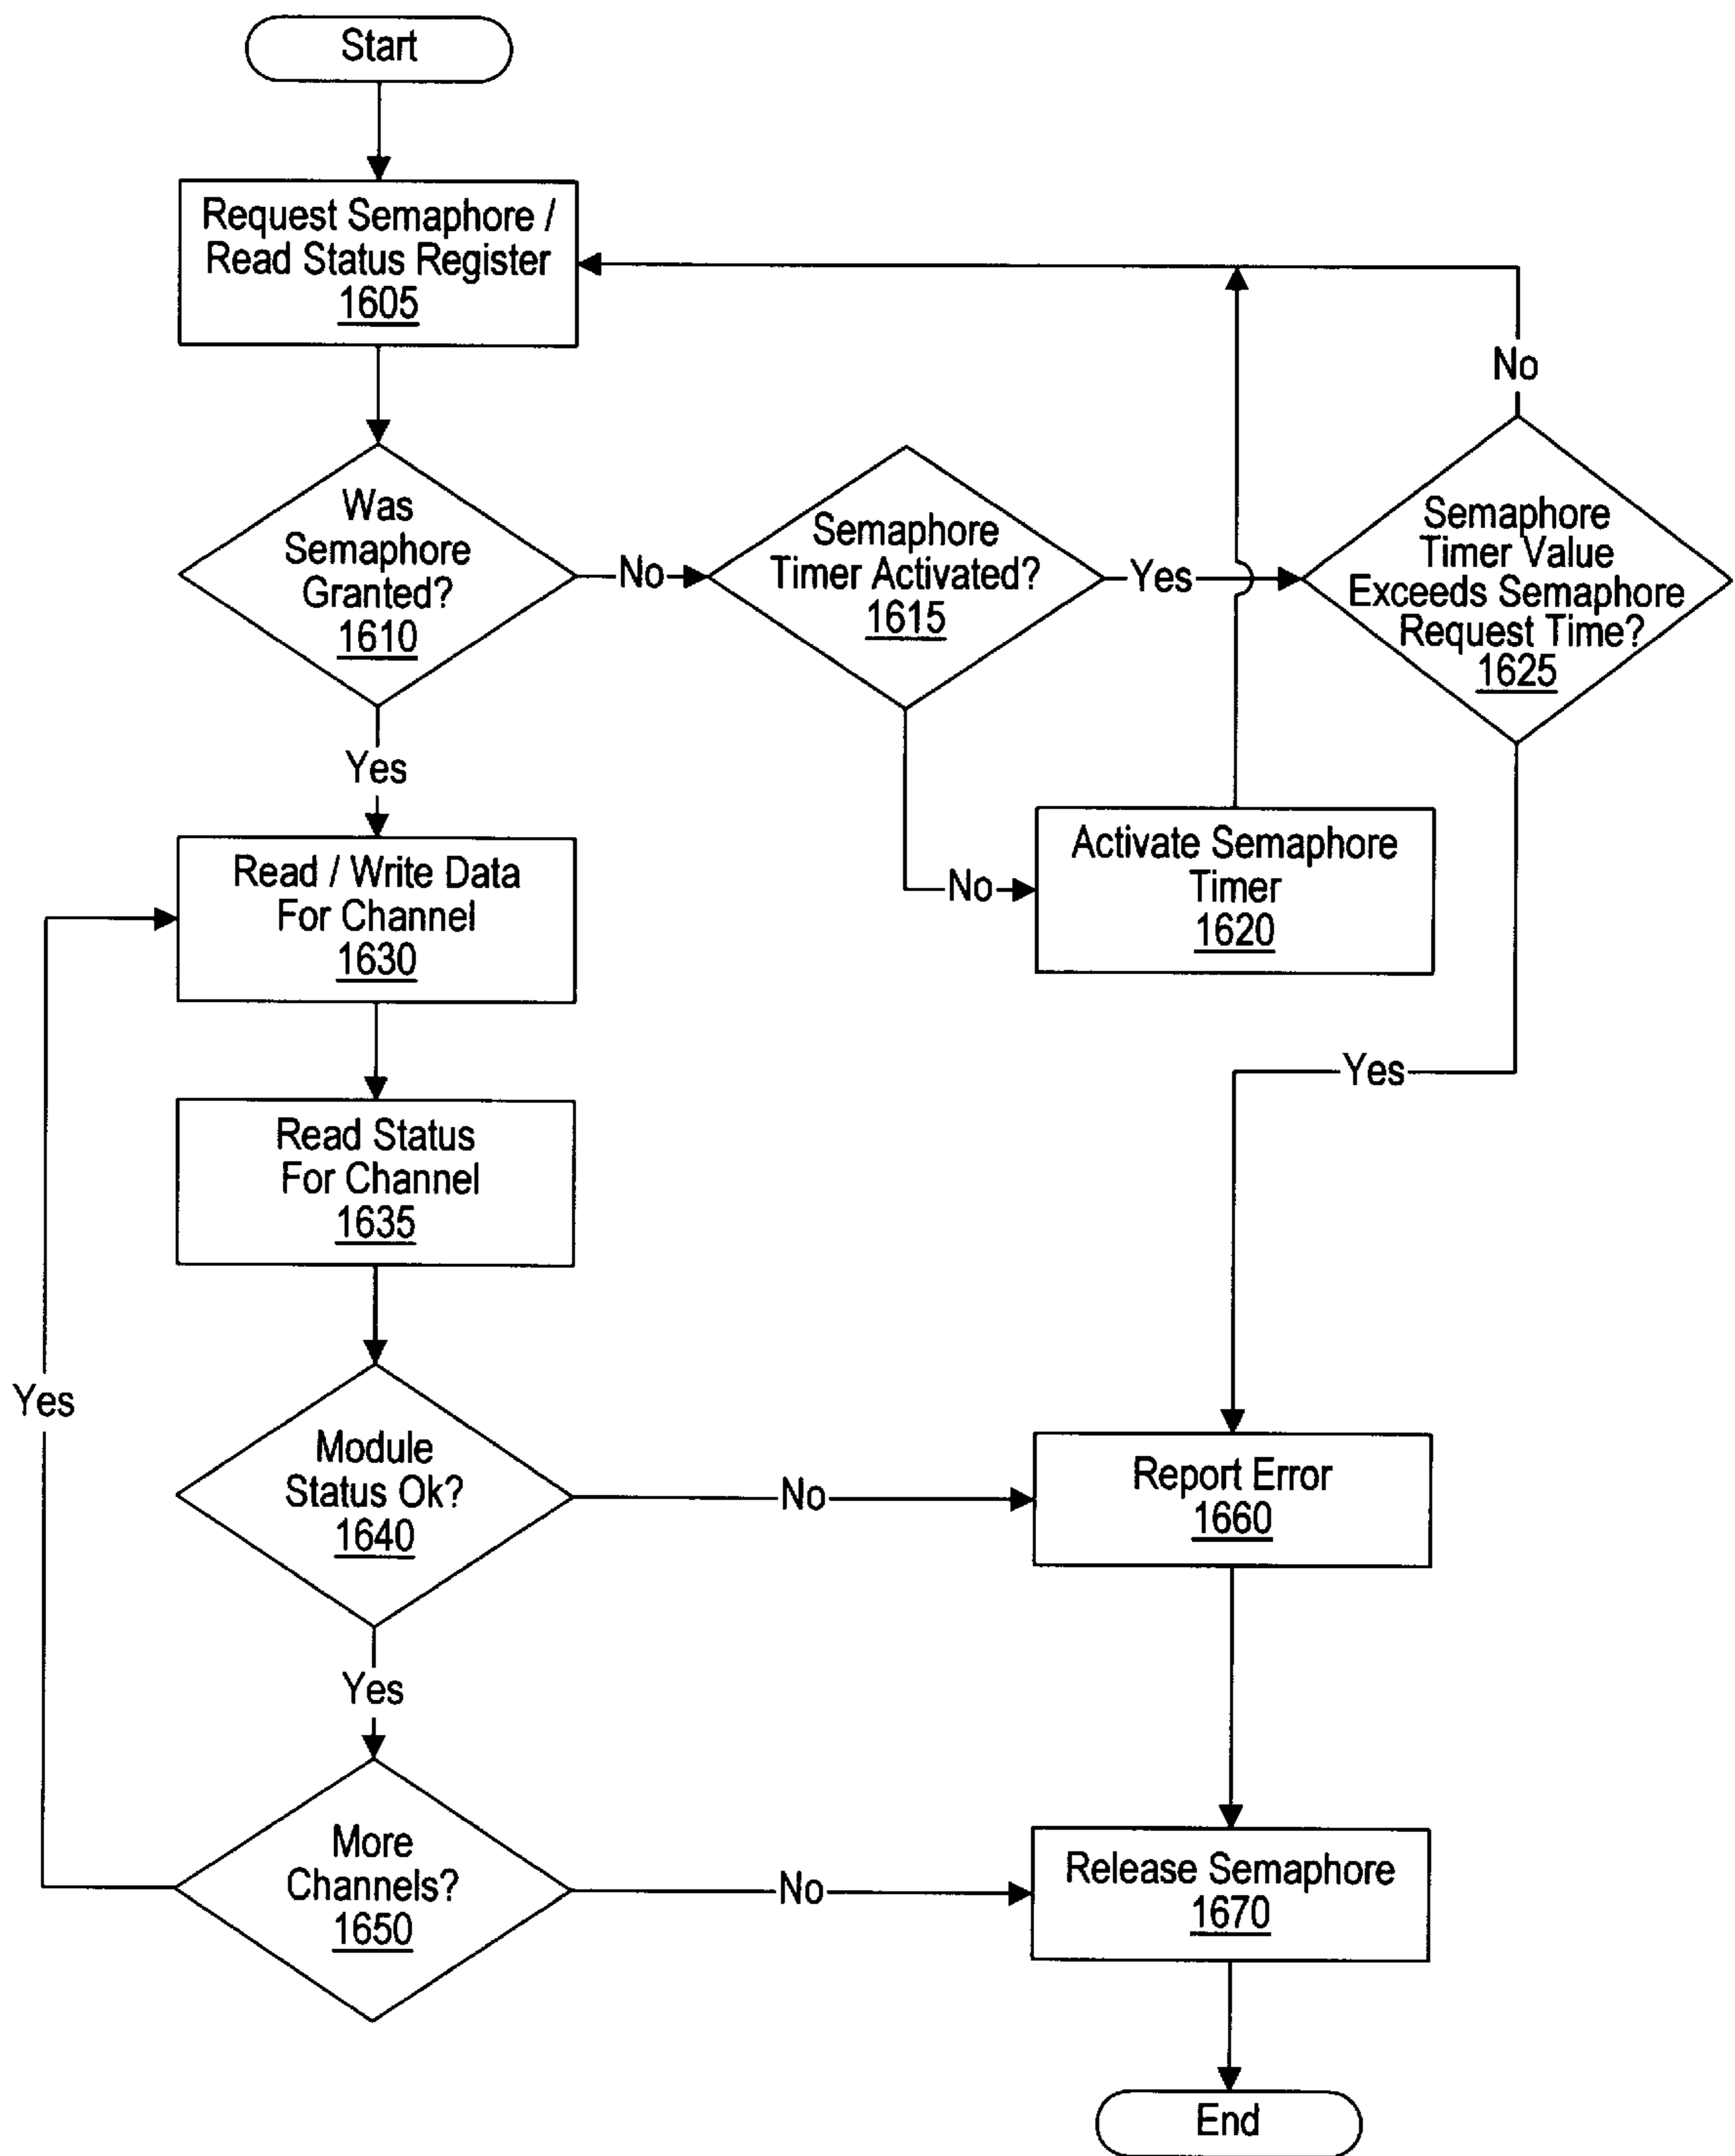 Start
Request Semaphore /
Read Status Register
1605
No
Was
Semaphore
Granted?
1610
No
Semaphore
Timer Activated?
1615
Yes
Semaphore
Timer Value
Exceeds Semaphore
Request Time?
1625
Yes
Read / Write Data
For Channel
1630
No
Activate Semaphore
Timer
1620
Yes
Read Status
For Channel
1635
Yes
Module
Status Ok?
1640
No
Report Error
1660
Yes
More
Channels?
1650
No
Release Semaphore
1670
End